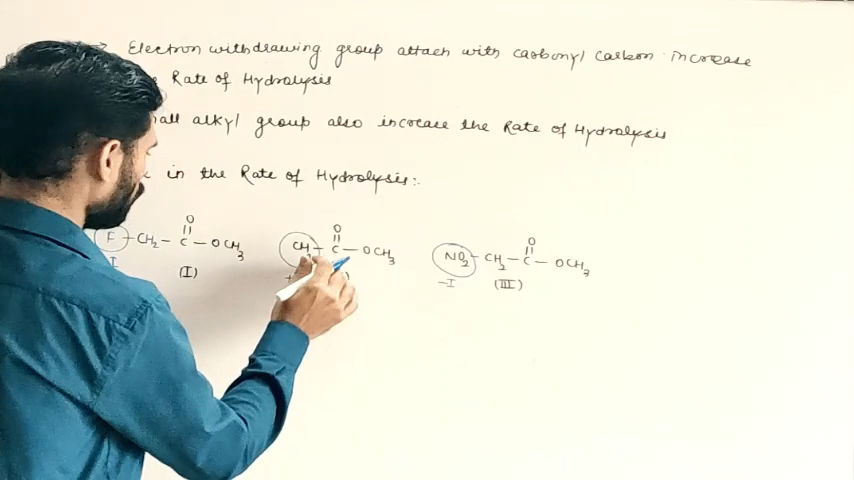 Electron withdrawing group attach with carbonyl carbon increase
Rate of Hydrolysis
alkyl group also increase the Rate of Hydrolysis
in the Rate of Hydrolysis:
F-CH2-C(=O)-OCH3 CH3-C(=O)-OCH3 NO2-CH2-C(=O)-OCH3
-I
(I) (III)